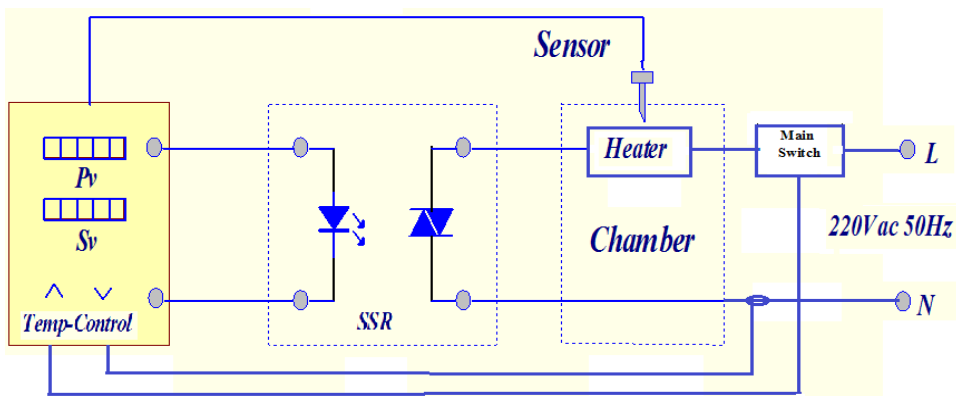 Sensor
Pv
Sv
Temp-Control
SSR
Heater
Chamber
Main
Switch
L
220Vac 50Hz
N